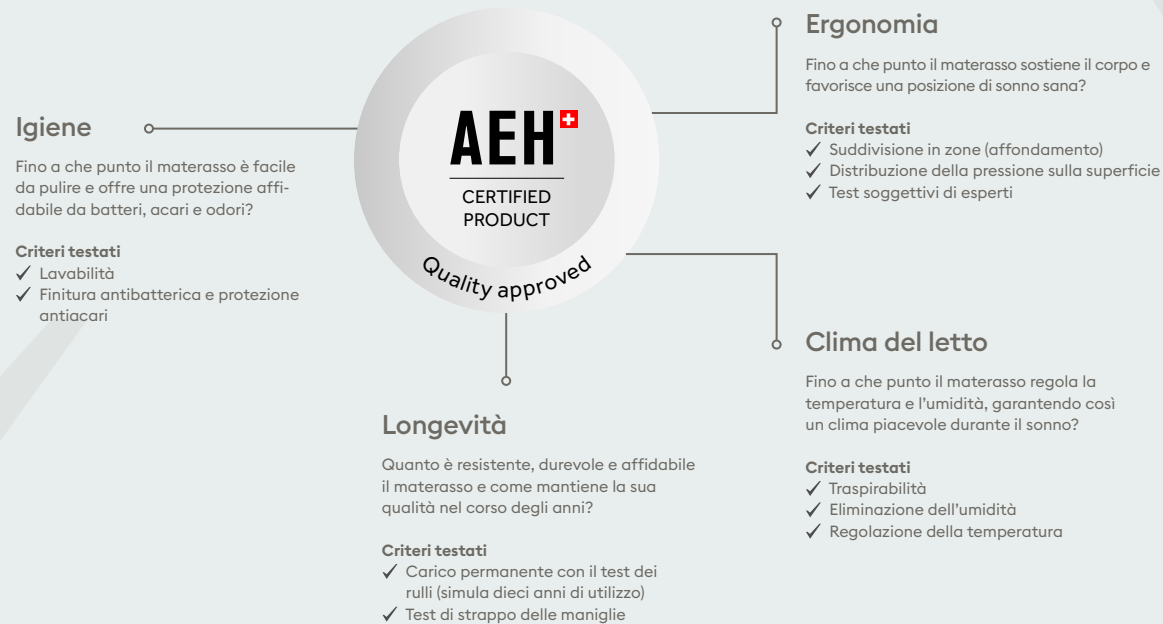 Igiene
Fino a che punto il materasso è facile
da pulire e offre una protezione affi-
dabile da batteri, acari e odori?
Criteri testati
✓ Lavabilità
✓ Finitura antibatterica e protezione
antiacari
AEH
CERTIFIED
PRODUCT
Quality approved
Ergonomia
Fino a che punto il materasso sostiene il corpo e
favorisce una posizione di sonno sana?
Criteri testati
✓ Suddivisione in zone (affondamento)
✓ Distribuzione della pressione sulla superficie
✓ Test soggettivi di esperti
Clima del letto
Fino a che punto il materasso regola la
temperatura e l’umidità, garantendo così
un clima piacevole durante il sonno?
Criteri testati
✓ Traspirabilità
✓ Eliminazione dell’umidità
✓ Regolazione della temperatura
Longevità
Quanto è resistente, durevole e affidabile
il materasso e come mantiene la sua
qualità nel corso degli anni?
Criteri testati
✓ Carico permanente con il test dei
rulli (simula dieci anni di utilizzo)
✓ Test di strappo delle maniglie